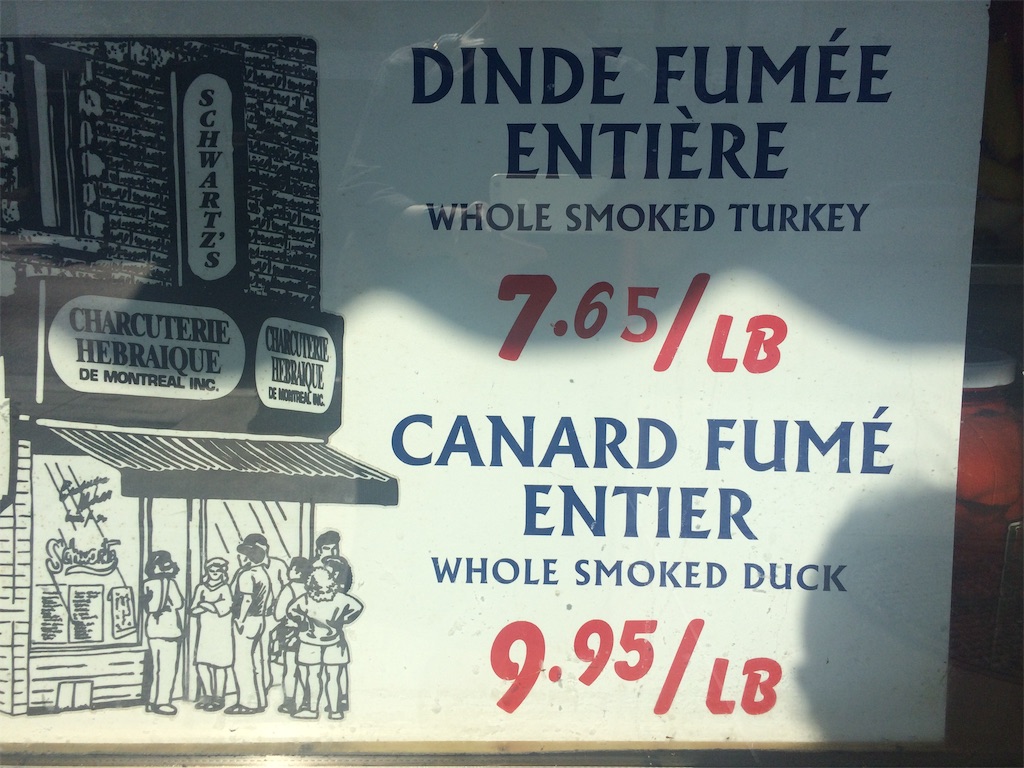 SCHWARTZ'S
CHARCUTERIE
HEBRAIQUE
DE MONTREAL INC.
CHARCUTERIE
HEBRAIQUE
DE MONTREAL INC.
Schwartz's
DINDE FUMÉE
ENTIÈRE
WHOLE SMOKED TURKEY
7.65/LB
CANARD FUMÉ
ENTIER
WHOLE SMOKED DUCK
9.95/LB